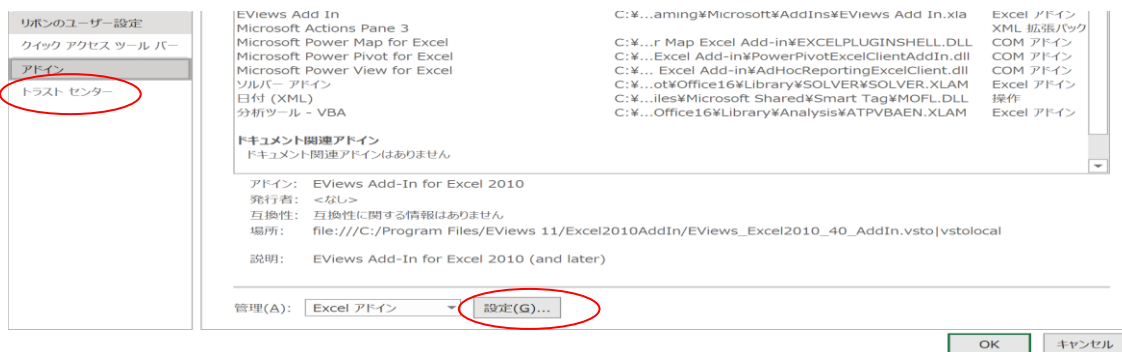 リボンのユーザー設定
クイック アクセス ツール バー
アドイン
トラスト センター
EViews Add In C:¥...aming¥Microsoft¥AddIns¥EViews Add In.xla Excel アドイン
Microsoft Actions Pane 3 XML 拡張パック
Microsoft Power Map for Excel C:¥...r Map Excel Add-in¥EXCELPLUGINSHELL.DLL COM アドイン
Microsoft Power Pivot for Excel C:¥...Excel Add-in¥PowerPivotExcelClientAddIn.dll COM アドイン
Microsoft Power View for Excel C:¥... Excel Add-in¥AdHocReportingExcelClient.dll COM アドイン
ソルバー アドイン C:¥...ot¥Office16¥Library¥SOLVER¥SOLVER.XLAM Excel アドイン
日付 (XML) C:¥...iles¥Microsoft Shared¥Smart Tag¥MOFL.DLL 操作
分析ツール - VBA C:¥...Office16¥Library¥Analysis¥ATPVBAEN.XLAM Excel アドイン
ドキュメント関連アドイン
ドキュメント関連アドインはありません
アドイン: EViews Add-In for Excel 2010
発行者: <なし>
互換性: 互換性に関する情報はありません
場所: file:///C:/Program Files/EViews 11/Excel2010AddIn/EViews_Excel2010_40_AddIn.vsto|vstolocal
説明: EViews Add-In for Excel 2010 (and later)
管理(A): Excel アドイン 設定(G)...
OK キャンセル